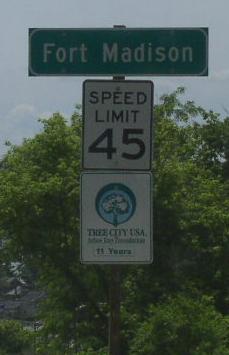 Fort Madison
SPEED
LIMIT
45
TREE CITY USA
Arbor Day Foundation
11 Years